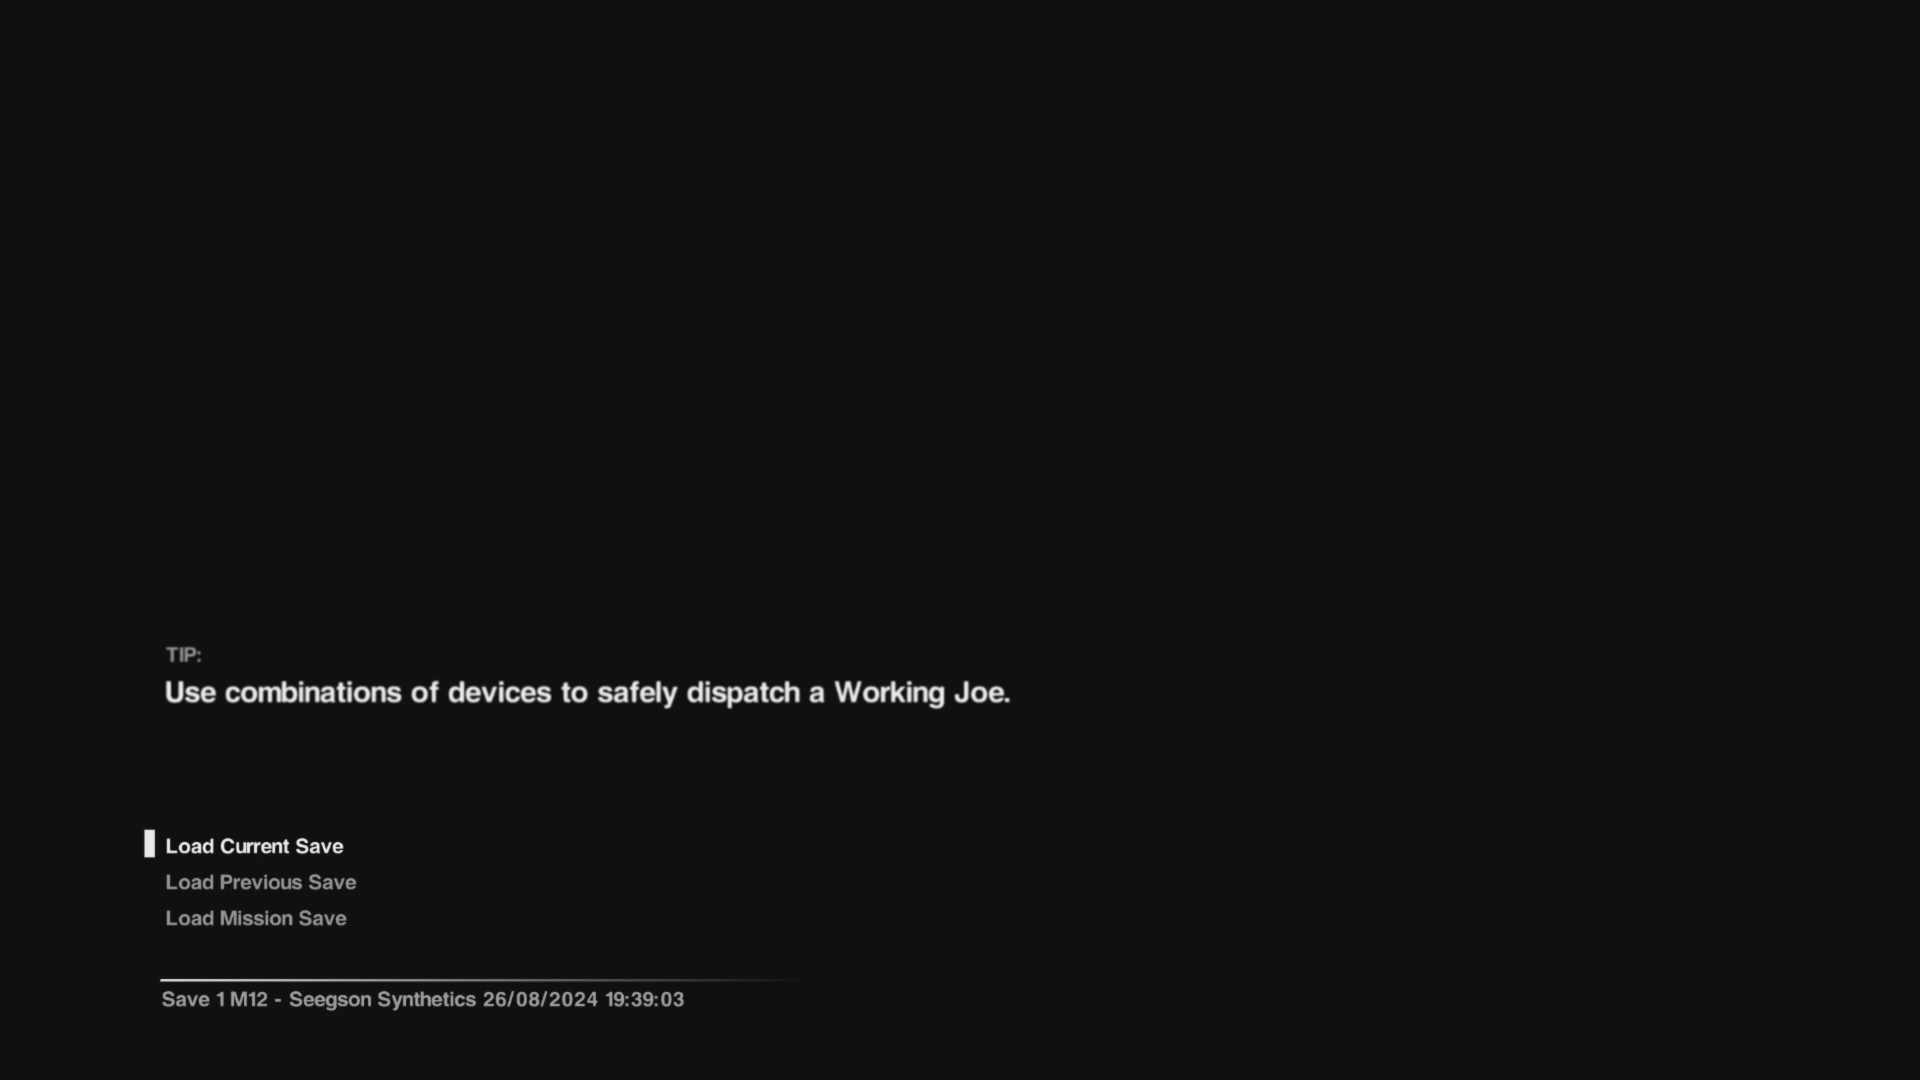 TIP:
Use combinations of devices to safely dispatch a Working Joe.
Load Current Save
Load Previous Save
Load Mission Save
Save 1 M12 - Seegson Synthetics 26/08/2024 19:39:03